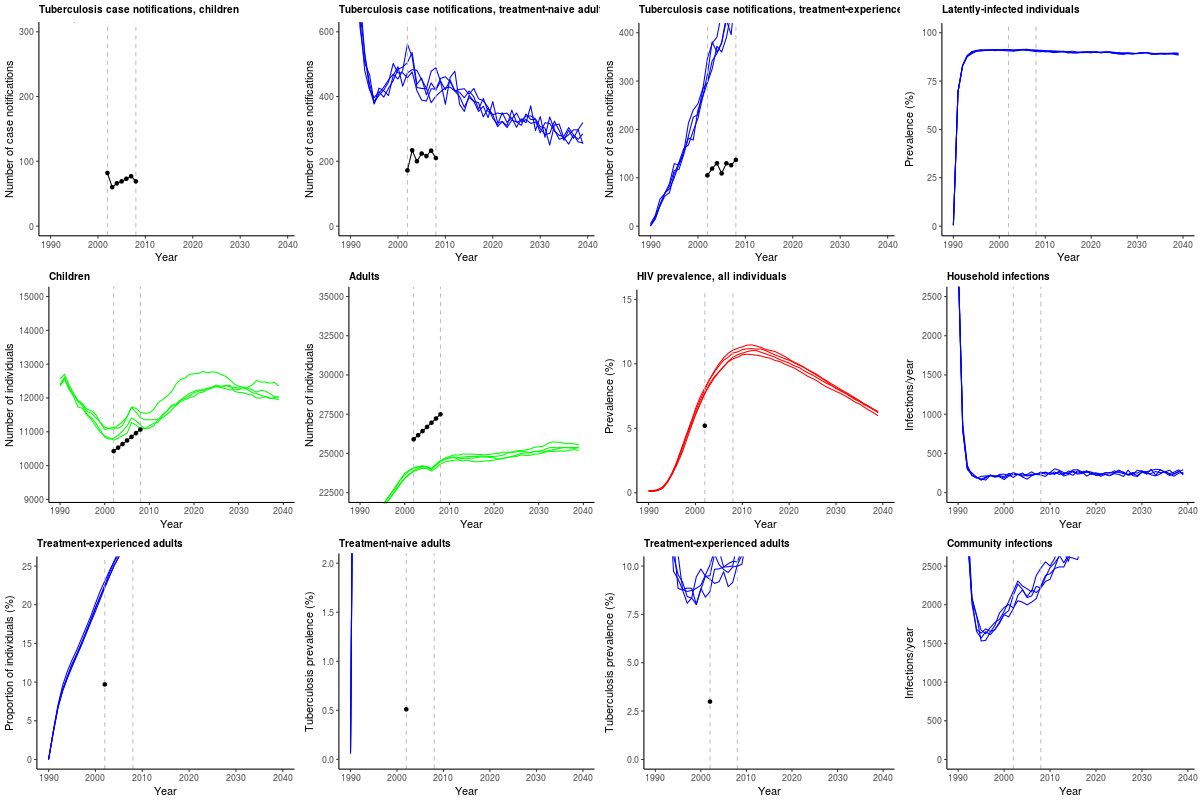 Tuberculosis case notifications, children
Number of case notifications
300
200
100
0
1990 2000 2010 2020 2030 2040
Year
Tuberculosis case notifications, treatment-naive adul
Number of case notifications
600
400
200
0
1990 2000 2010 2020 2030 2040
Year
Tuberculosis case notifications, treatment-experience
Number of case notifications
400
300
200
100
0
1990 2000 2010 2020 2030 2040
Year
Latently-infected individuals
Prevalence (%)
100
75
50
25
0
1990 2000 2010 2020 2030 2040
Year
Children
Number of individuals
15000
14000
13000
12000
11000
10000
9000
1990 2000 2010 2020 2030 2040
Year
Adults
Number of individuals
35000
32500
30000
27500
25000
22500
1990 2000 2010 2020 2030 2040
Year
HIV prevalence, all individuals
Prevalence (%)
15
10
5
0
1990 2000 2010 2020 2030 2040
Year
Household infections
Infections/year
2500
2000
1500
1000
500
0
1990 2000 2010 2020 2030 2040
Year
Treatment-experienced adults
Proportion of individuals (%)
25
20
15
10
5
0
1990 2000 2010 2020 2030 2040
Year
Treatment-naive adults
Tuberculosis prevalence (%)
2.0
1.5
1.0
0.5
0.0
1990 2000 2010 2020 2030 2040
Year
Treatment-experienced adults
Tuberculosis prevalence (%)
10.0
7.5
5.0
2.5
0.0
1990 2000 2010 2020 2030 2040
Year
Community infections
Infections/year
2500
2000
1500
1000
500
0
1990 2000 2010 2020 2030 2040
Year